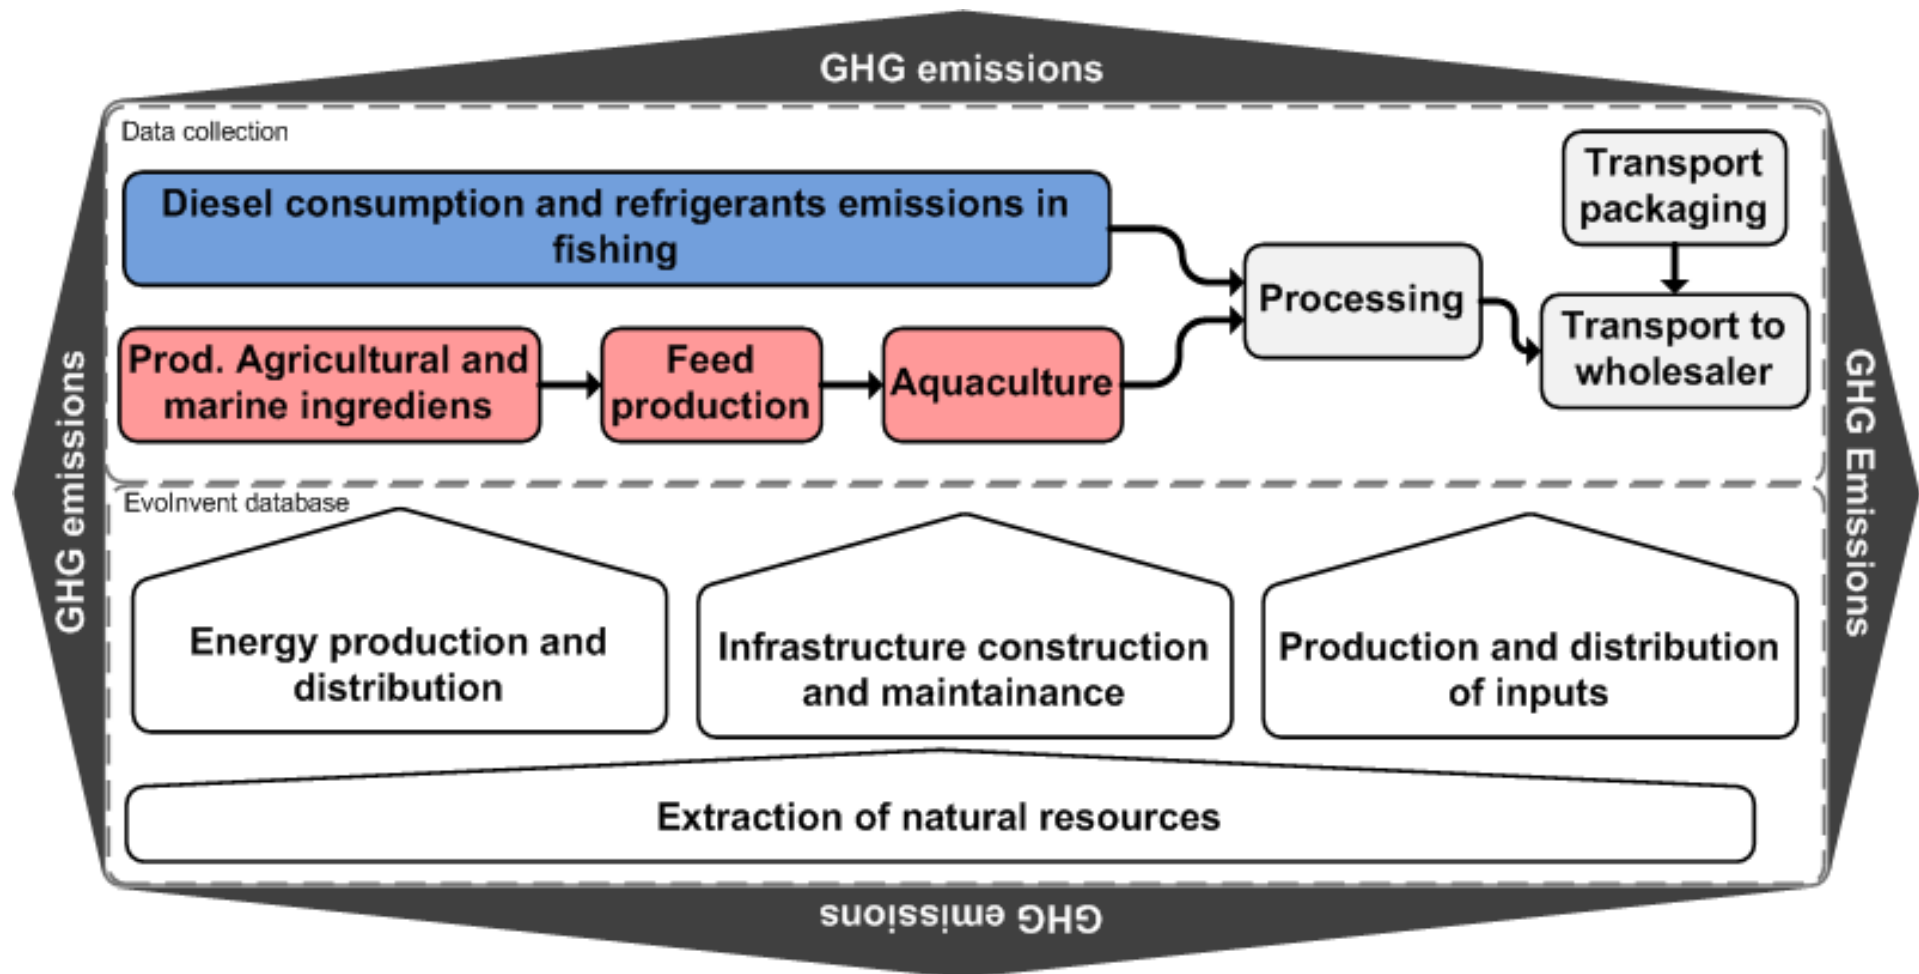 GHG emissions
Data collection
Diesel consumption and refrigerants emissions in
fishing
Transport
packaging
Processing
Transport to
wholesaler
Prod. Agricultural and
marine ingrediens
Feed
production
Aquaculture
GHG emissions
GHG Emissions
EvoInvent database
Energy production and
distribution
Infrastructure construction
and maintainance
Production and distribution
of inputs
Extraction of natural resources
GHG emissions